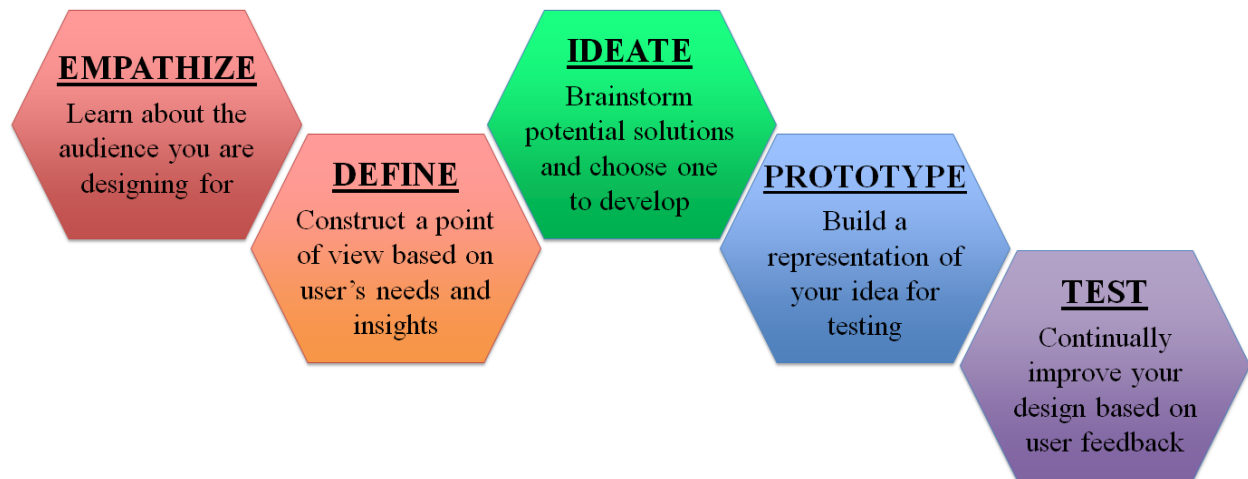 EMPATHIZE
Learn about the
audience you are
designing for
DEFINE
Construct a point
of view based on
user’s needs and
insights
IDEATE
Brainstorm
potential solutions
and choose one
to develop
PROTOTYPE
Build a
representation of
your idea for
testing
TEST
Continually
improve your
design based on
user feedback